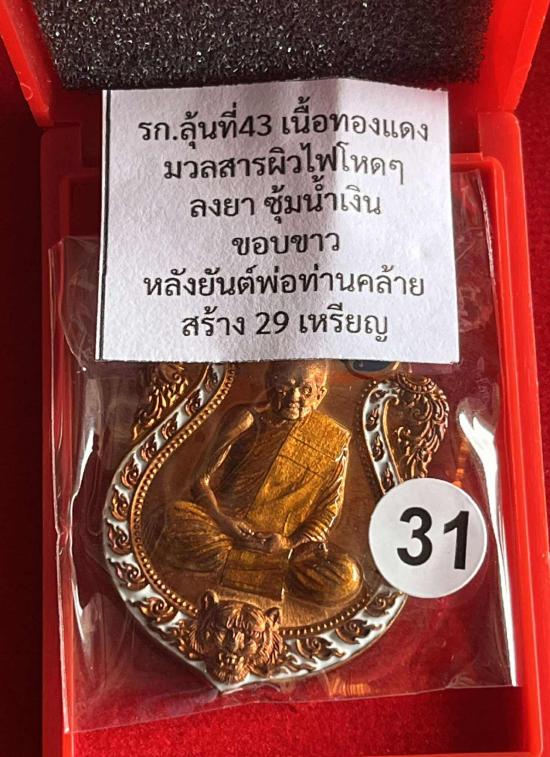 รก.ลุ้นที่43 เนื้อทองแดง
มวลสารผิวไฟโหดๆ
ลงยา ซุ้มน้ำเงิน
ขอบขาว
หลังยันต์พ่อท่านคล้าย
สร้าง 29 เหรียญ
31